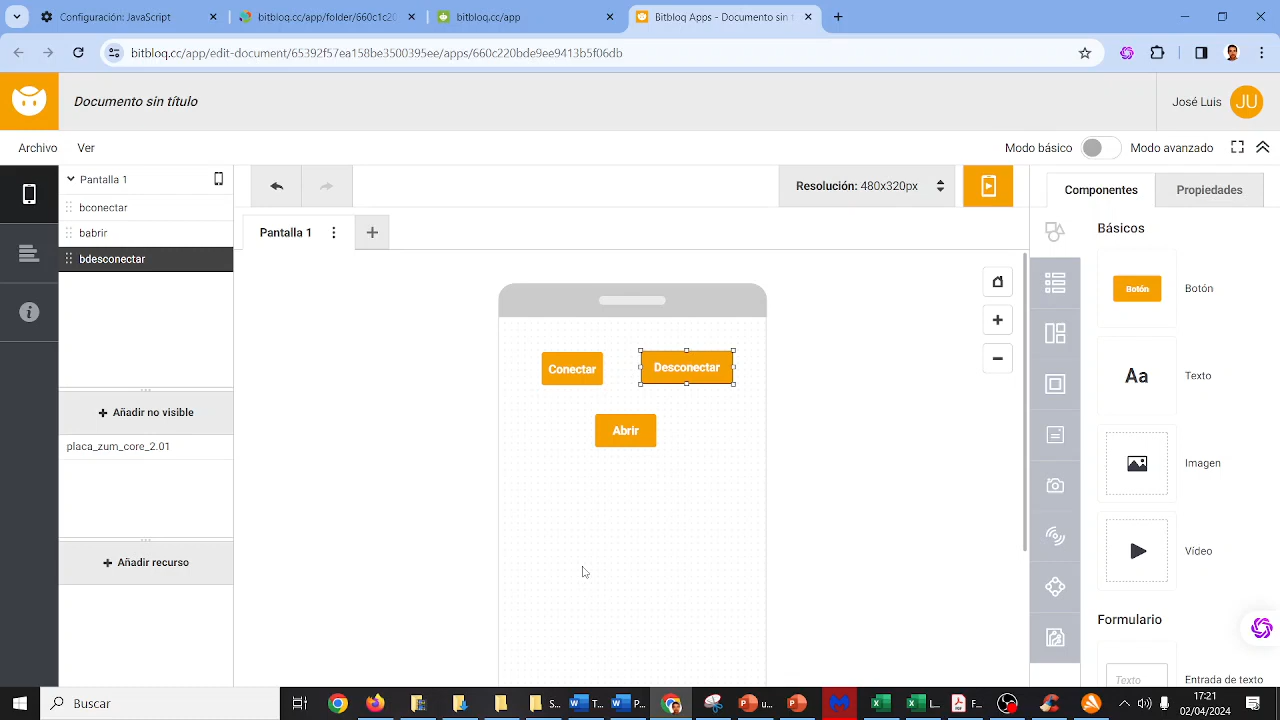 Configuración
bitbloq.cc/app/folder/660c1c20
bitbloq.cc/app
Bitbloq Apps - Documento sin t
bitbloq.cc/app/edit-document/65392f57ea158be3500395ee/apps/660c220bde9ee9413b5f06db
Documento sin título
José Luis
JU
Archivo
Ver
Modo básico
Modo avanzado
Pantalla 1
bconectar
babrir
bdesconectar
Añadir no visible
placa_zum_core_2.01
Añadir recurso
Resolución: 480x320px
Pantalla 1
Conectar
Desconectar
Abrir
Componentes
Propiedades
Básicos
Botón
Botón
Aa
Texto
Imagen
Vídeo
Formulario
Texto
Entrada de texto
Buscar
S...
T...
P...
u...
...
E...
L...
F...
17:21
02/04/2024